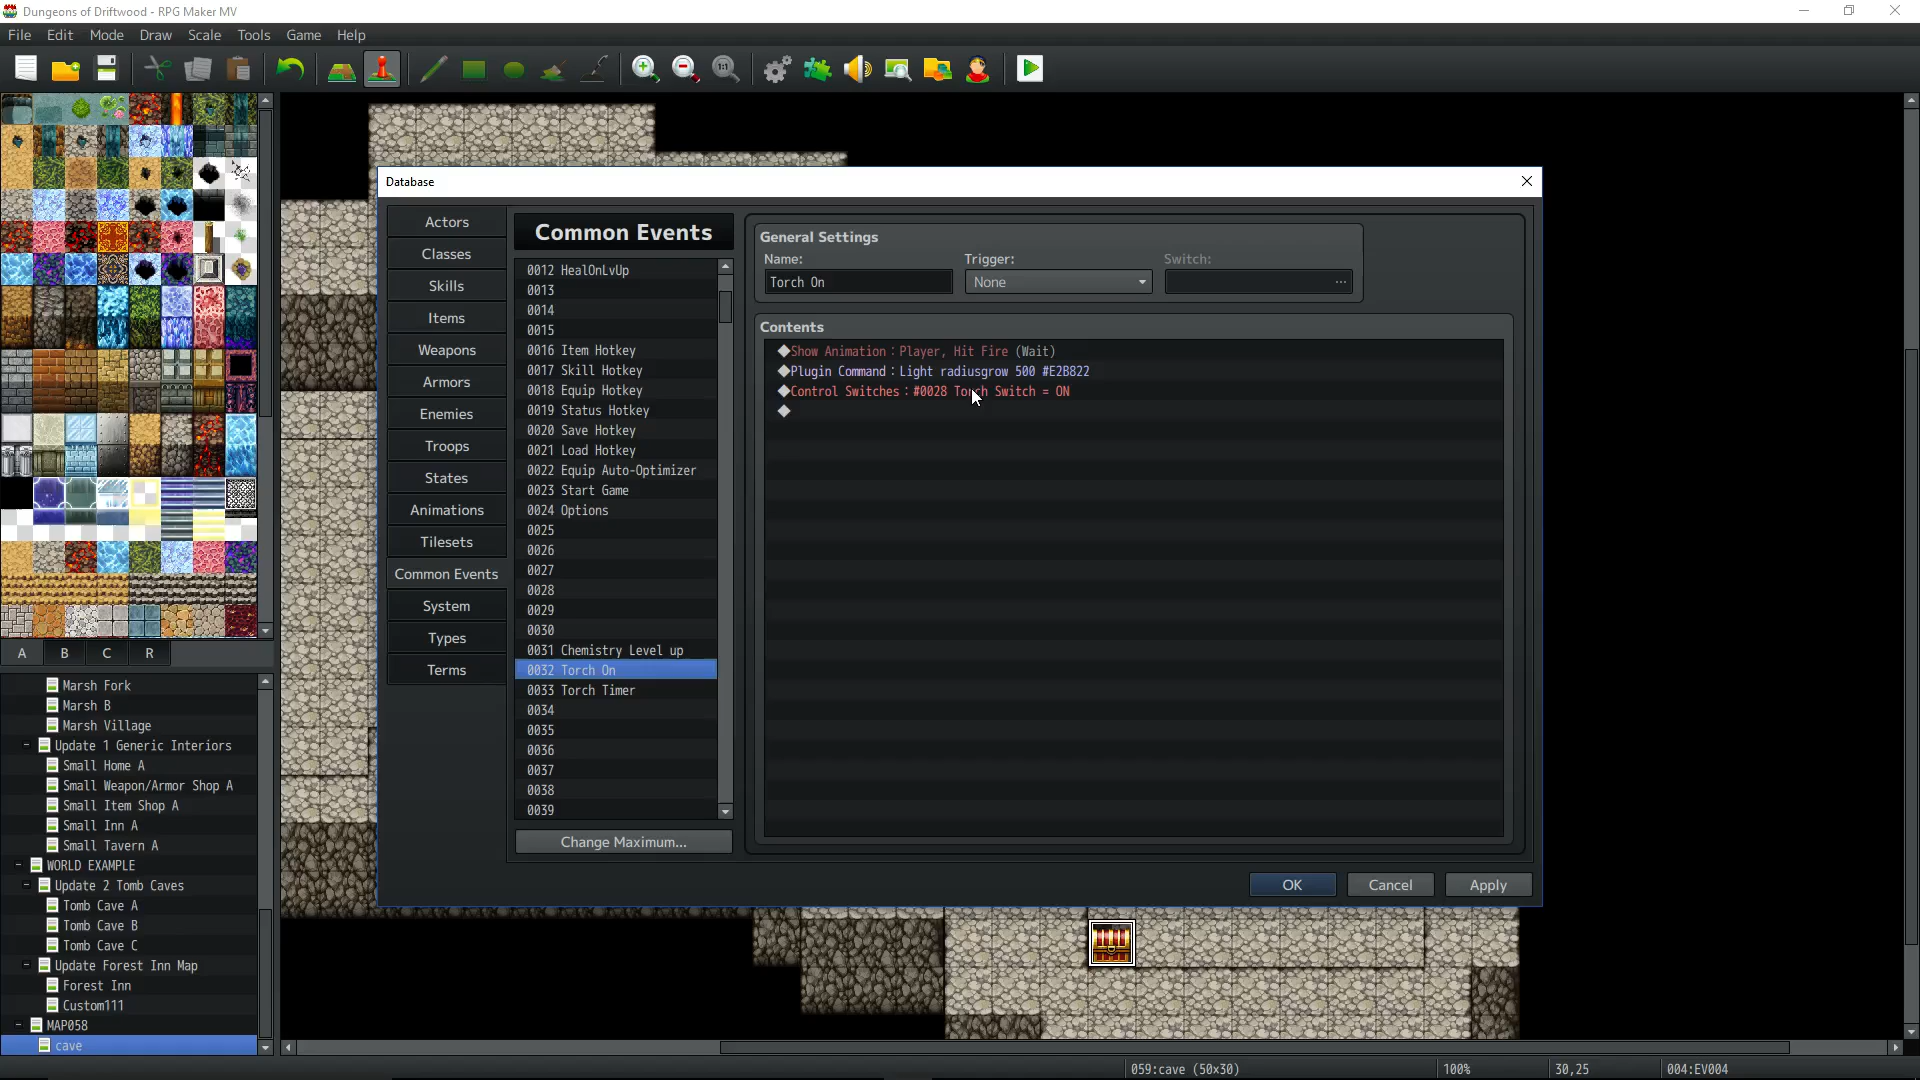 Dungeons of Driftwood - RPG Maker MV
File Edit Mode Draw Scale Tools Game Help
Database
Actors
Classes
Skills
Items
Weapons
Armors
Enemies
Troops
States
Animations
Tilesets
Common Events
System
Types
Terms
Common Events
0012 HealOnLvUp
0013
0014
0015
0016 Item Hotkey
0017 Skill Hotkey
0018 Equip Hotkey
0019 Status Hotkey
0020 Save Hotkey
0021 Load Hotkey
0022 Equip Auto-Optimizer
0023 Start Game
0024 Options
0025
0026
0027
0028
0029
0030
0031 Chemistry Level up
0032 Torch On
0033 Torch Timer
0034
0035
0036
0037
0038
0039
Change Maximum...
General Settings
Name: Trigger: Switch:
Torch On None ...
Contents
◆Show Animation : Player, Hit Fire (Wait)
◆Plugin Command : Light radiusgrow 500 #E2B822
◆Control Switches : #0028 Torch Switch = ON
◆
OK Cancel Apply
A B C R
Marsh Fork
Marsh B
Marsh Village
Update 1 Generic Interiors
Small Home A
Small Weapon/Armor Shop A
Small Item Shop A
Small Inn A
Small Tavern A
WORLD EXAMPLE
Update 2 Tomb Caves
Tomb Cave A
Tomb Cave B
Tomb Cave C
Update Forest Inn Map
Forest Inn
Custom111
MAP058
cave
059:cave (50x30) 100% 30,25 004:EV004